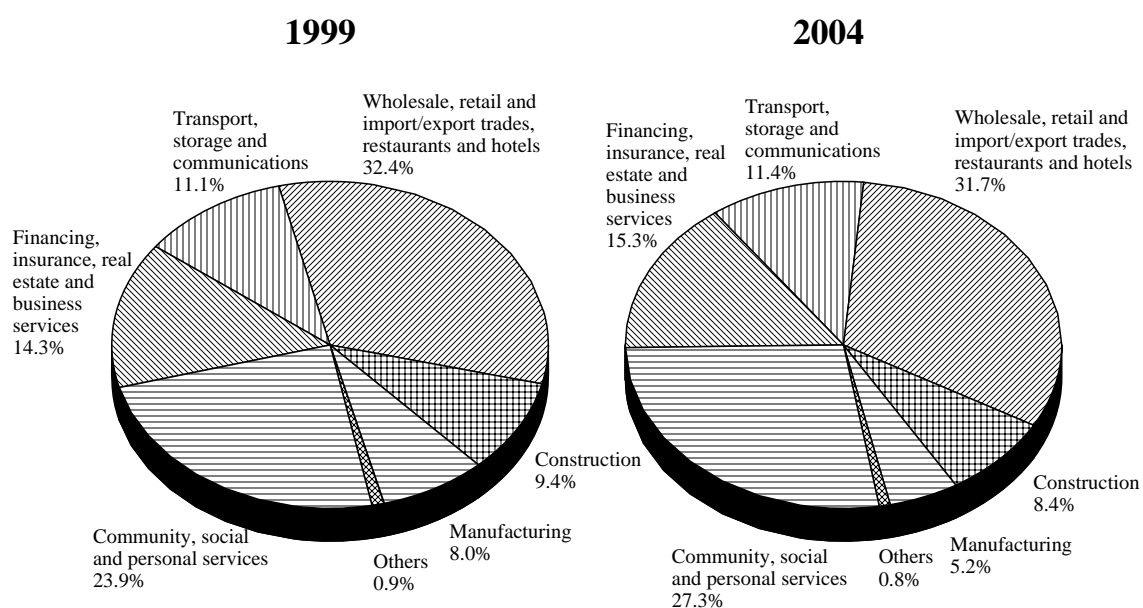 1999
Transport,
storage and
communications
11.1%
Wholesale, retail and
import/export trades,
restaurants and hotels
32.4%
Financing,
insurance, real
estate and
business
services
14.3%
Construction
9.4%
Manufacturing
8.0%
Others
0.9%
Community, social
and personal services
23.9%
2004
Transport,
storage and
communications
11.4%
Wholesale, retail and
import/export trades,
restaurants and hotels
31.7%
Financing,
insurance, real
estate and
business
services
15.3%
Construction
8.4%
Manufacturing
5.2%
Others
0.8%
Community, social
and personal services
27.3%